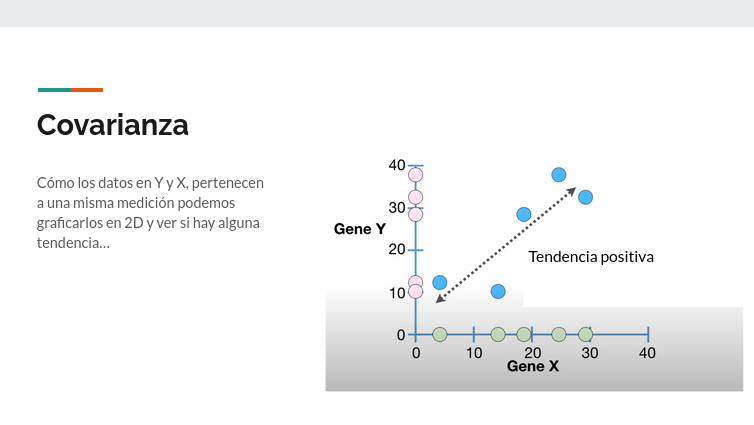 Covarianza
Cómo los datos en Y y X, pertenecen
a una misma medición podemos
graficarlos en 2D y ver si hay alguna
tendencia...
40
30
Gene Y
20
Tendencia positiva
10
0
0 10 20 30 40
Gene X